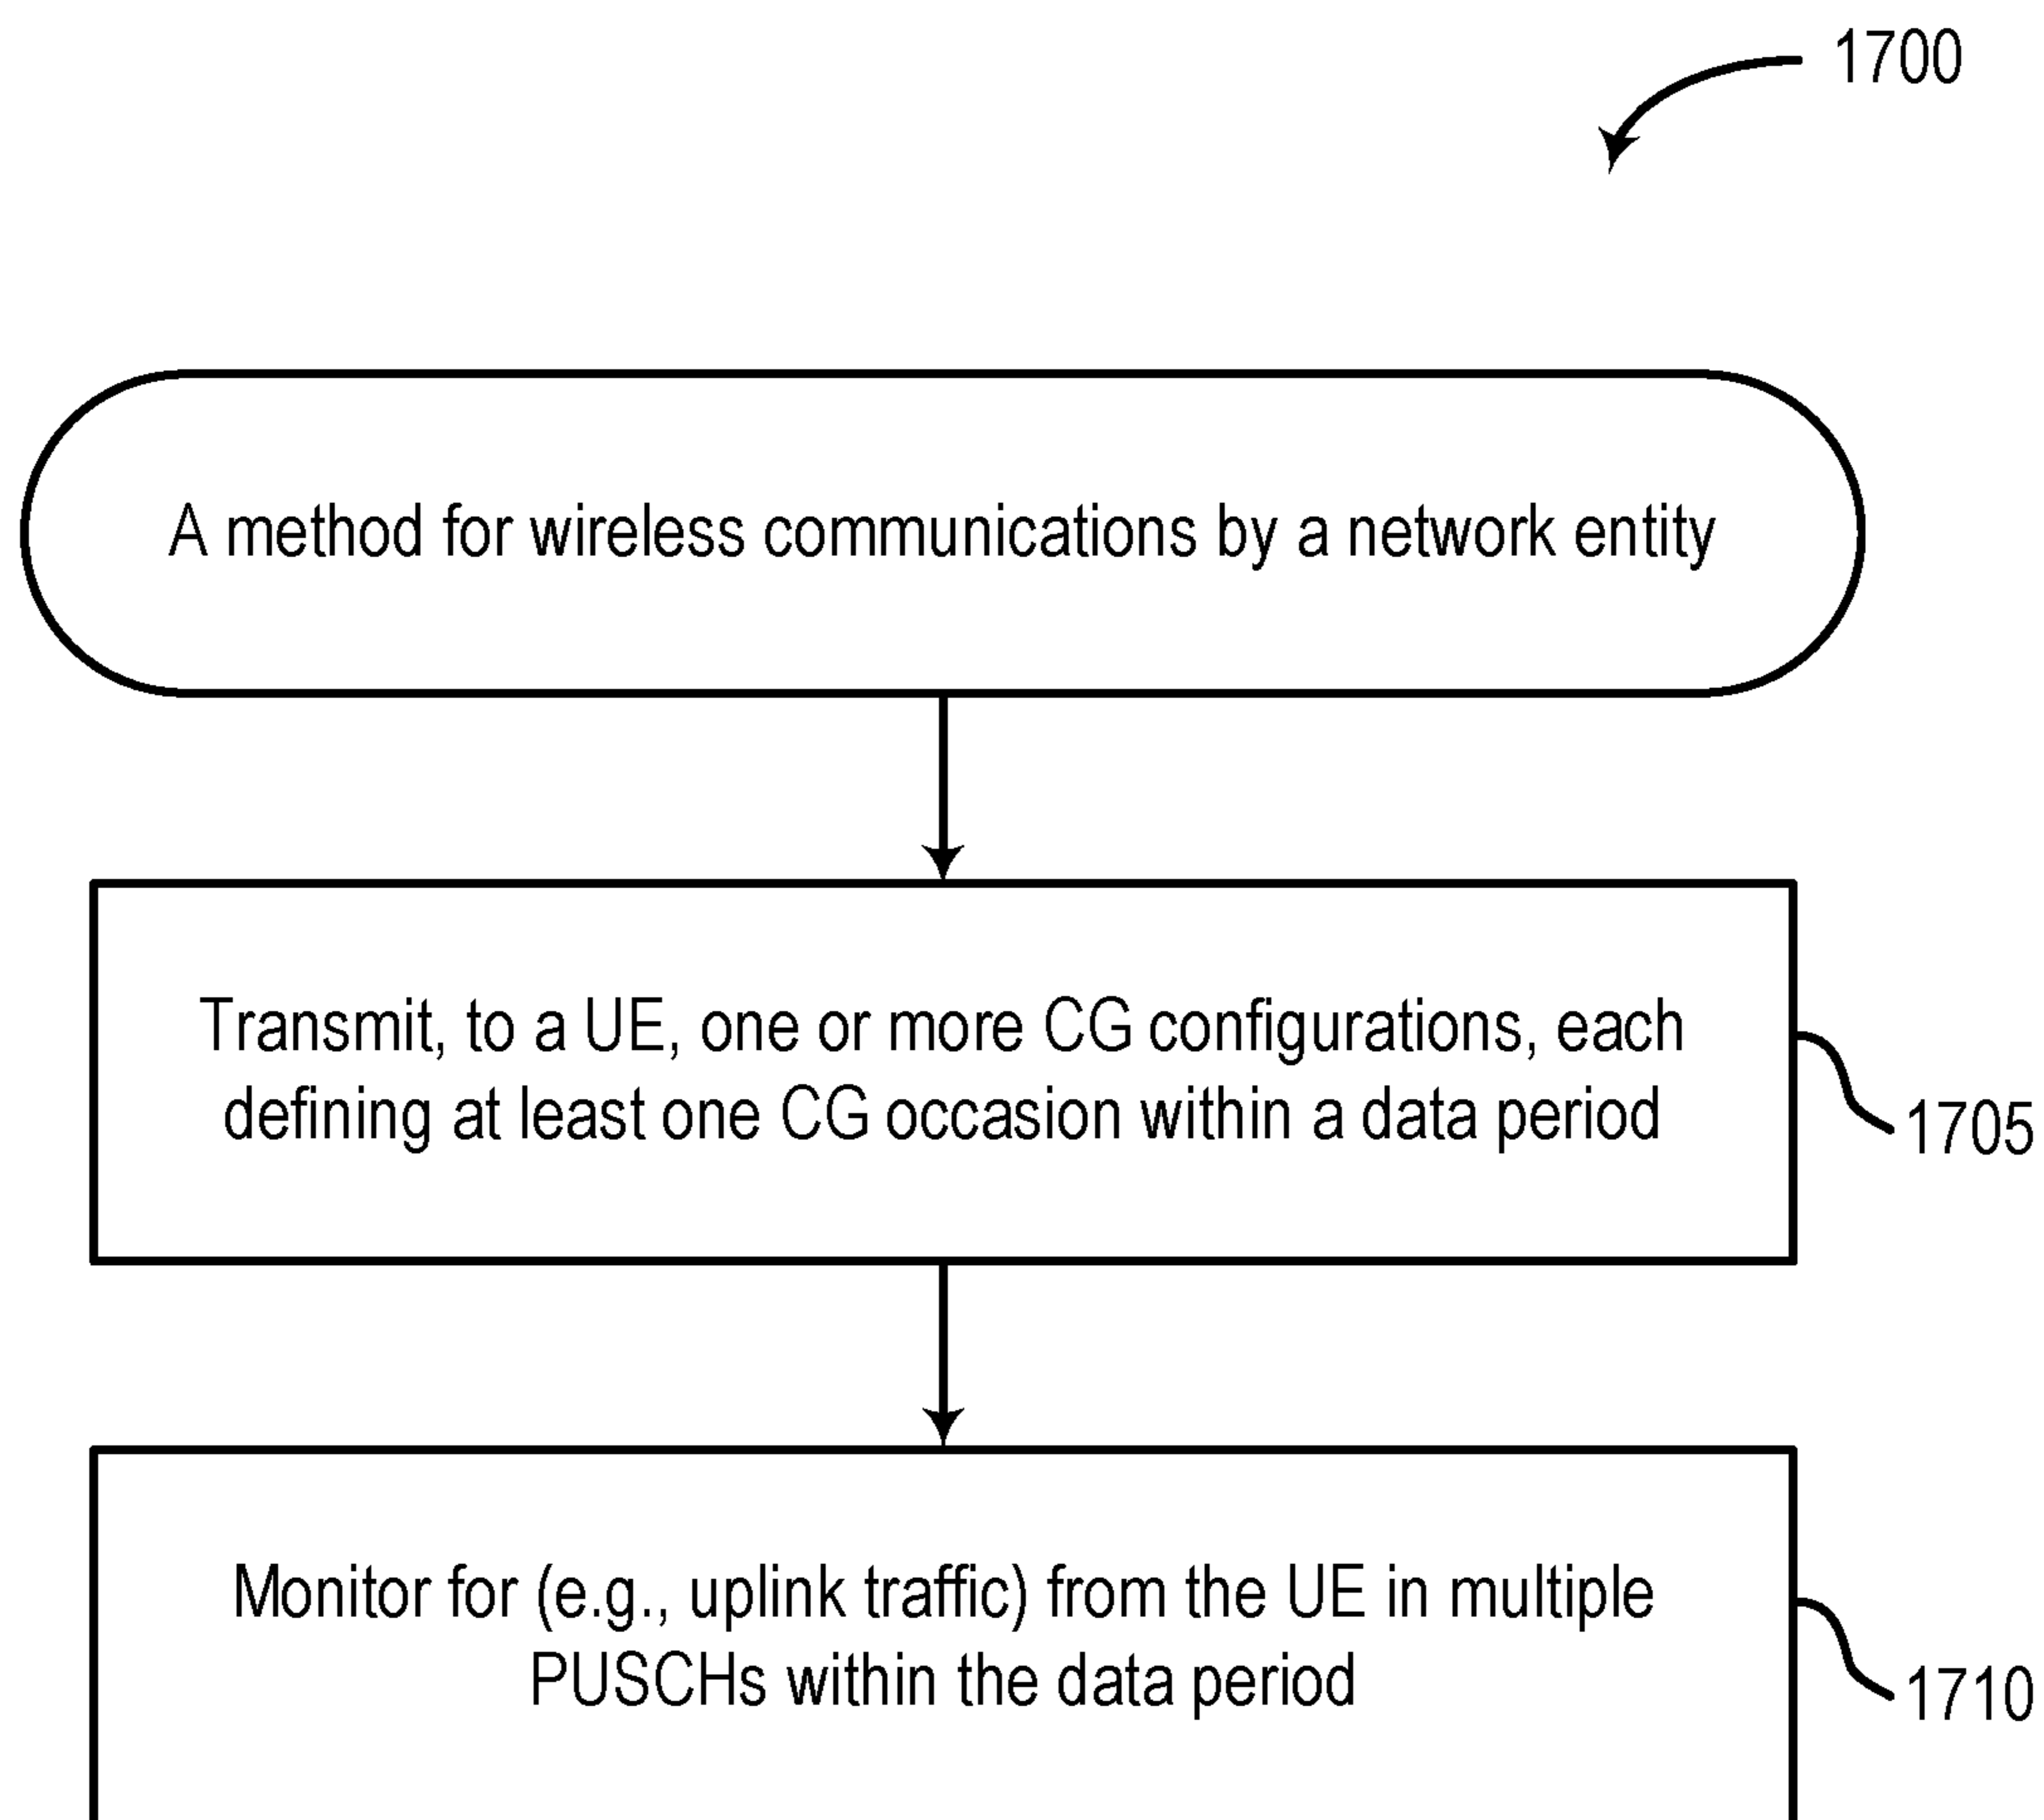 1700
A method for wireless communications by a network entity
Transmit, to a UE, one or more CG configurations, each
defining at least one CG occasion within a data period
1705
Monitor for (e.g., uplink traffic) from the UE in multiple
PUSCHs within the data period
1710